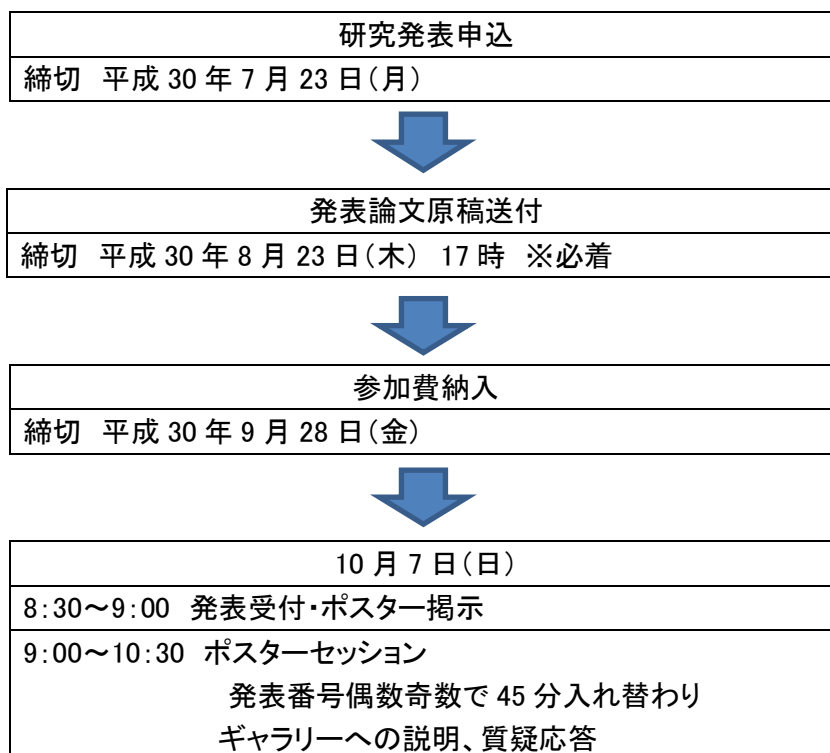 研究発表申込
締切 平成 30 年 7 月 23 日(月)
発表論文原稿送付
締切 平成 30 年 8 月 23 日(木) 17 時 ※必着
参加費納入
締切 平成 30 年 9 月 28 日(金)
10 月 7 日(日)
8:30~9:00 発表受付・ポスター掲示
9:00~10:30 ポスターセッション
発表番号偶数奇数で 45 分入れ替わり
ギャラリーへの説明、質疑応答